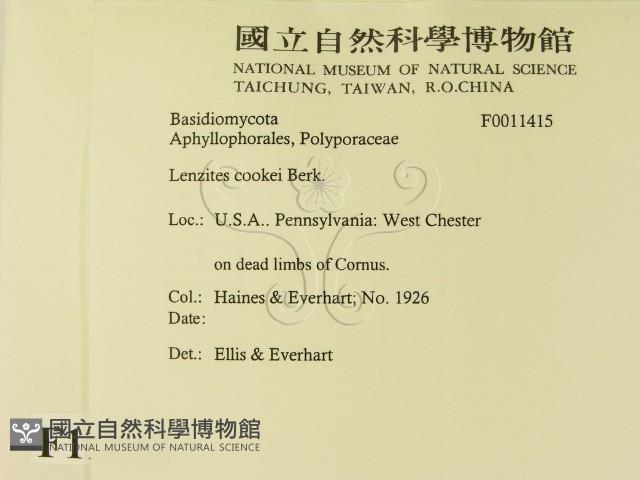 國立自然科學博物館
NATIONAL MUSEUM OF NATURAL SCIENCE
TAICHUNG, TAIWAN, R.O.CHINA
Basidiomycota F0011415
Aphyllophorales, Polyporaceae
Lenzites cookei Berk.
Loc.: U.S.A.. Pennsylvania: West Chester
on dead limbs of Cornus.
Col.: Haines & Everhart; No. 1926
Date:
Det.: Ellis & Everhart
國立自然科學博物館
NATIONAL MUSEUM OF NATURAL SCIENCE
F1